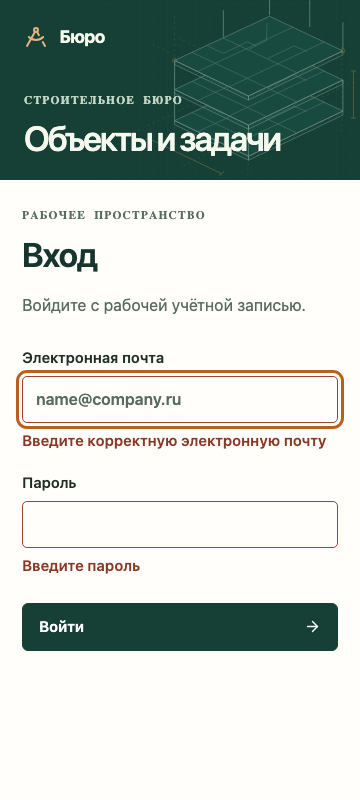 Бюро
СТРОИТЕЛЬНОЕ БЮРО
Объекты и задачи
РАБОЧЕЕ ПРОСТРАНСТВО
Вход
Войдите с рабочей учётной записью.
Электронная почта
name@company.ru
Введите корректную электронную почту
Пароль
Введите пароль
Войти